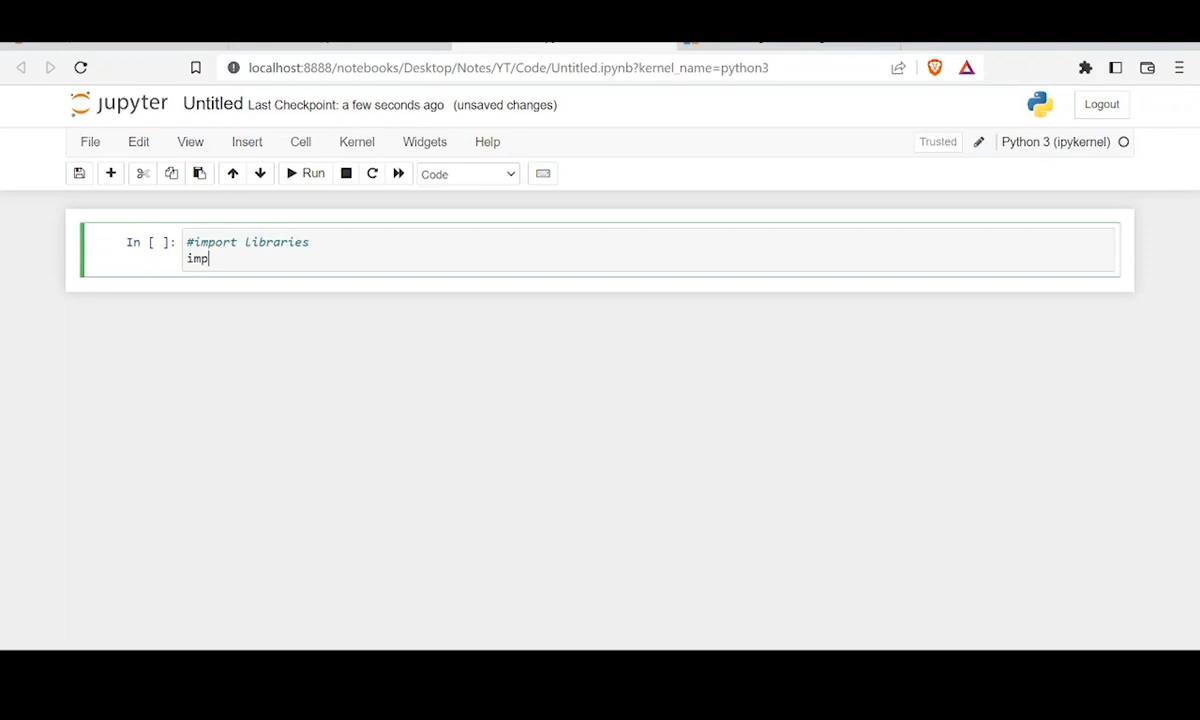 localhost:8888/notebooks/Desktop/Notes/YT/Code/Untitled.ipynb?kernel_name=python3
jupyter Untitled Last Checkpoint: a few seconds ago (unsaved changes)
Logout
File Edit View Insert Cell Kernel Widgets Help
Trusted Python 3 (ipykernel)
Run Code
In [ ]: #import libraries
imp